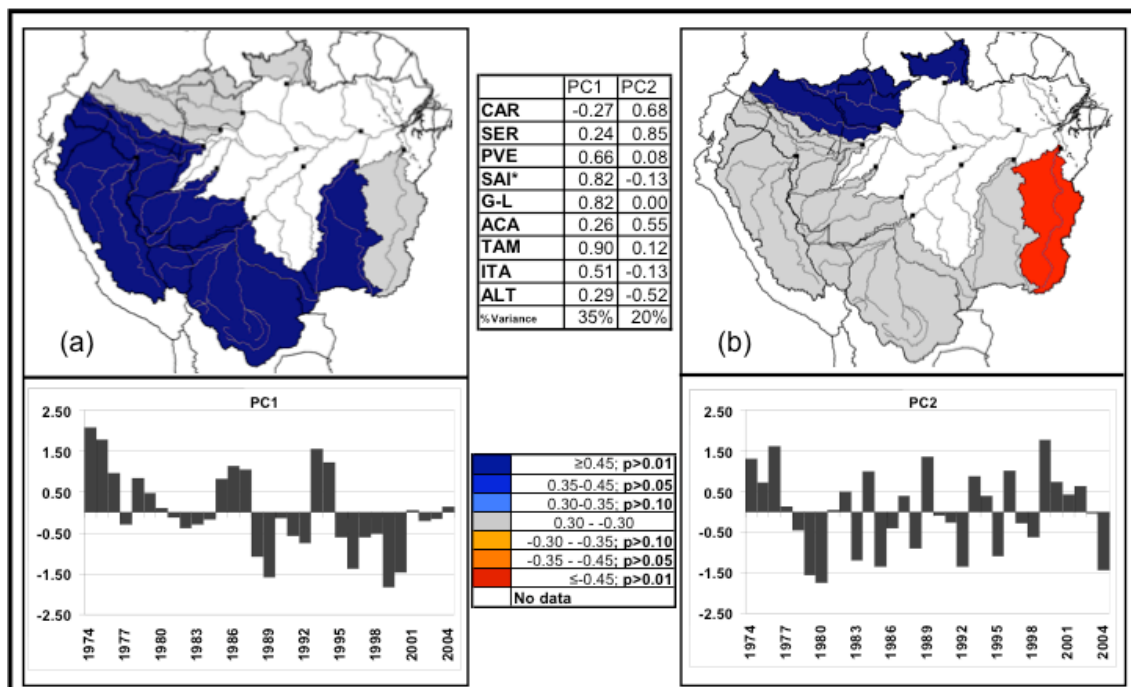 (a)
PC1 PC2
CAR -0.27 0.68
SER 0.24 0.85
PVE 0.66 0.08
SAI* 0.82 -0.13
G-L 0.82 0.00
ACA 0.26 0.55
TAM 0.90 0.12
ITA 0.51 -0.13
ALT 0.29 -0.52
%Variance 35% 20%
(b)
PC1
2.50
1.50
0.50
-0.50
-1.50
-2.50
1974 1977 1980 1983 1986 1989 1992 1995 1998 2001 2004
≥0.45; p>0.01
0.35-0.45; p>0.05
0.30-0.35; p>0.10
0.30 - -0.30
-0.30 - -0.35; p>0.10
-0.35 - -0.45; p>0.05
≤-0.45; p>0.01
No data
PC2
2.50
1.50
0.50
-0.50
-1.50
-2.50
1974 1977 1980 1983 1986 1989 1992 1995 1998 2001 2004